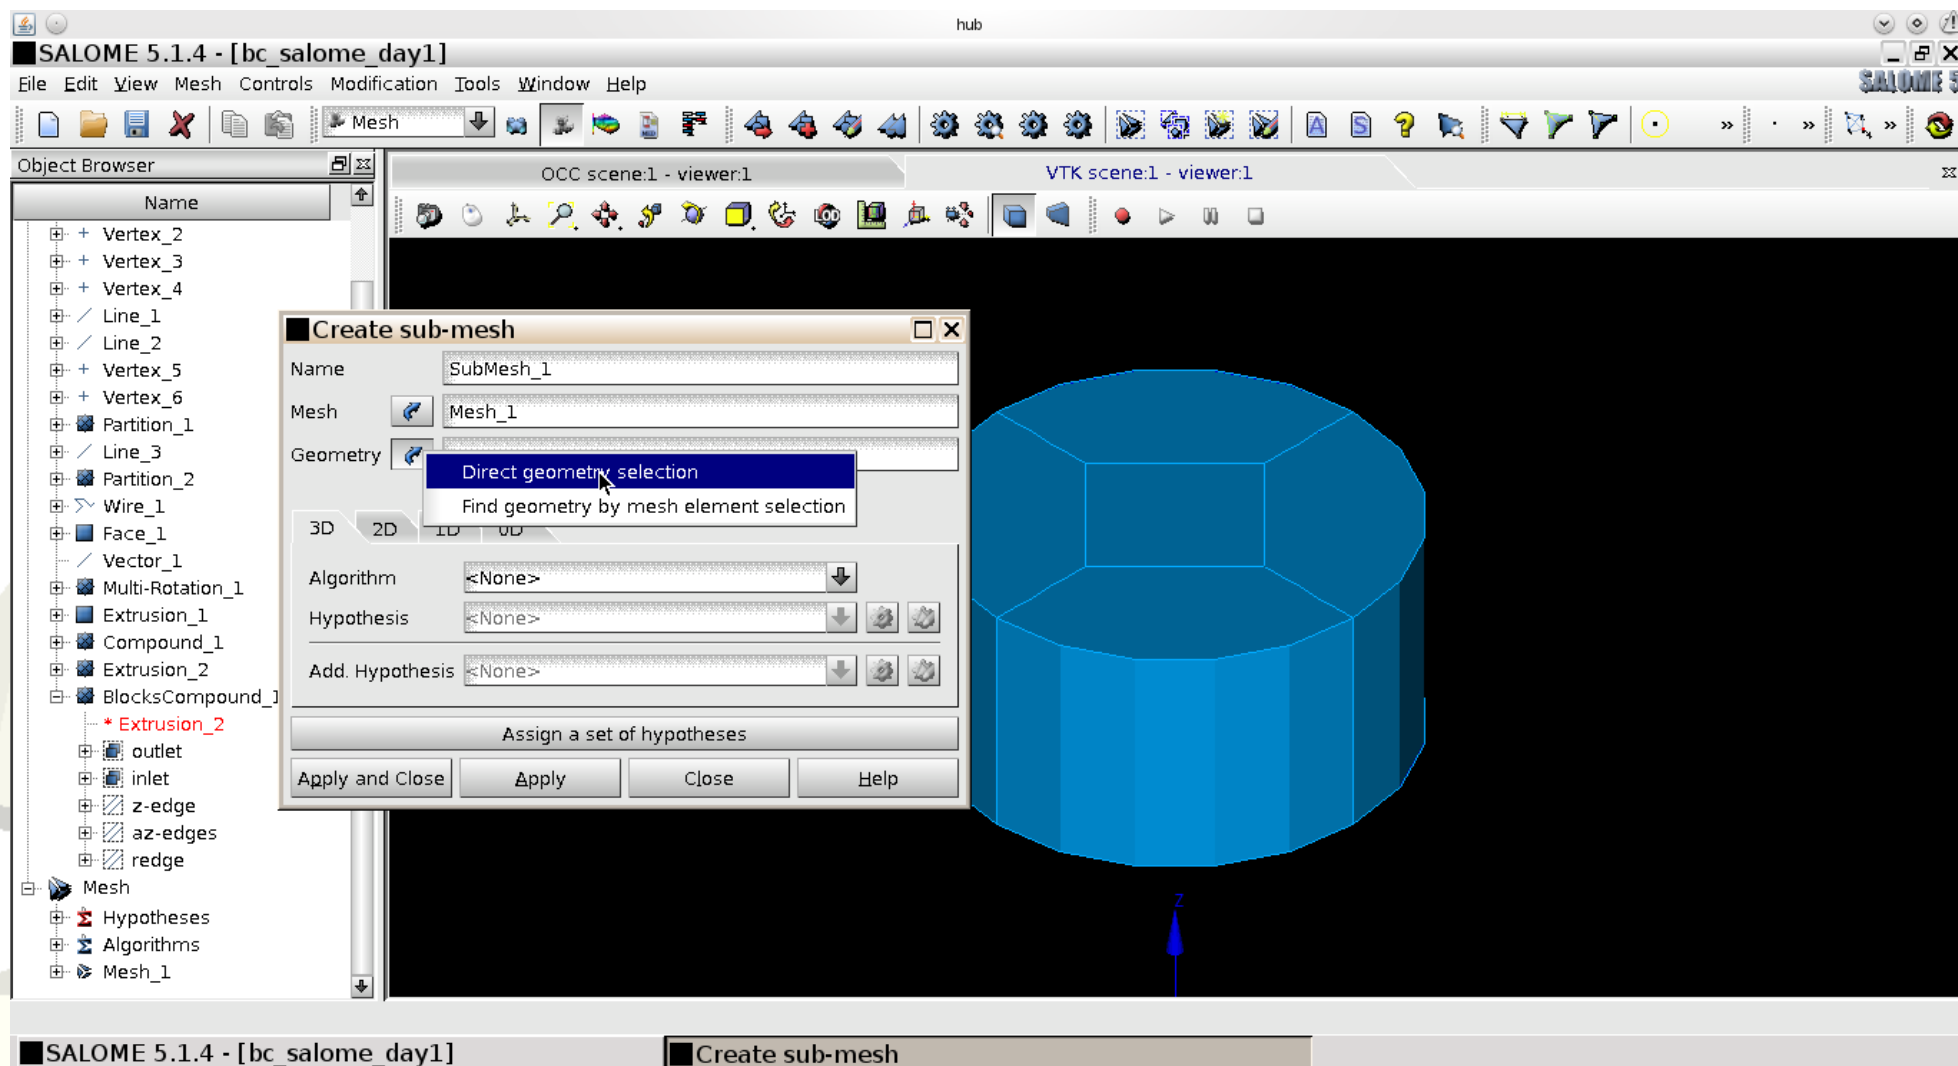 hub
SALOME 5.1.4 - [bc_salome_day1]
File Edit View Mesh Controls Modification Tools Window Help
SALOME 5
Mesh
Object Browser
OCC scene:1 - viewer:1
VTK scene:1 - viewer:1
Name
Vertex_2
Vertex_3
Vertex_4
Line_1
Line_2
Vertex_5
Vertex_6
Partition_1
Line_3
Partition_2
Wire_1
Face_1
Vector_1
Multi-Rotation_1
Extrusion_1
Compound_1
Extrusion_2
BlocksCompound_1
* Extrusion_2
outlet
inlet
z-edge
az-edges
redge
Mesh
Hypotheses
Algorithms
Mesh_1
Create sub-mesh
Name SubMesh_1
Mesh Mesh_1
Geometry
Direct geometry selection
Find geometry by mesh element selection
3D 2D 1D 0D
Algorithm <None>
Hypothesis <None>
Add. Hypothesis <None>
Assign a set of hypotheses
Apply and Close Apply Close Help
Z
SALOME 5.1.4 - [bc_salome_day1]
Create sub-mesh